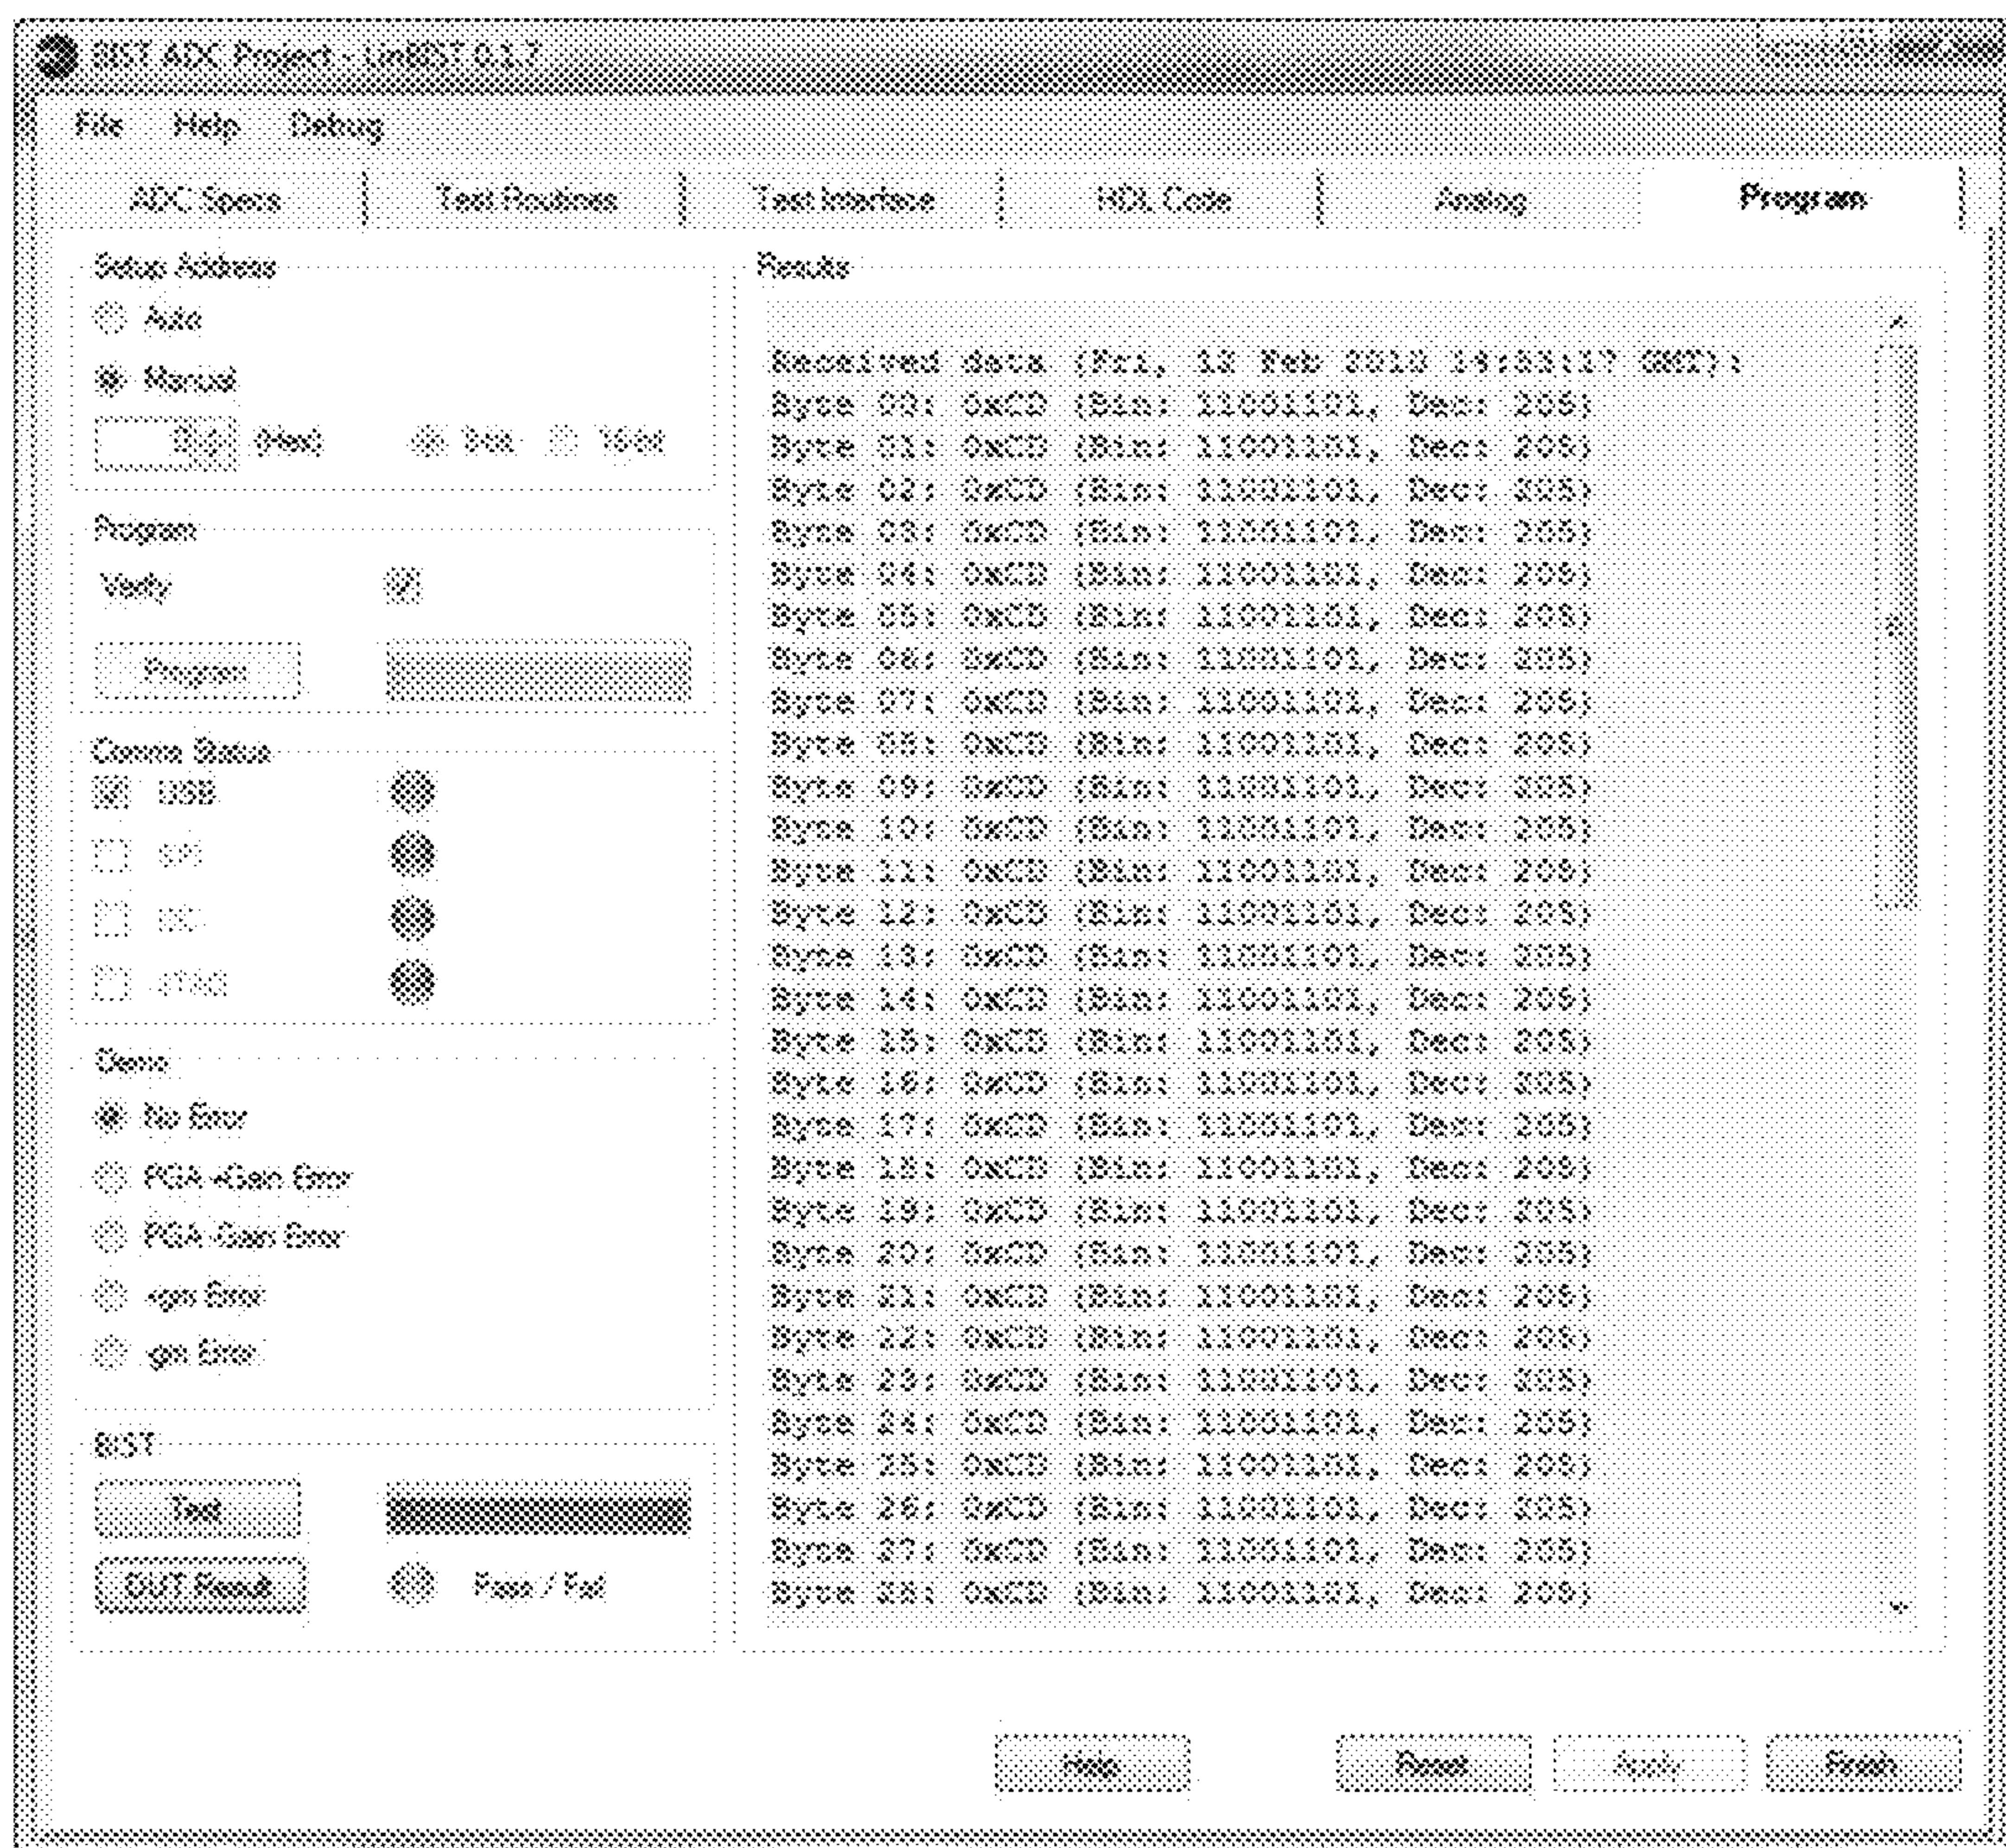 BIST ADC Project - UniBIST 0.1.7
File Help Debug
ADC Specs Test Routines Test Interface HDL Code Analog Program
Setup Address
Auto
Manual
(Hex) 16-bit
Program
Verify
Program
Comms Status
USB
SPI
I2C
JTAG
Demo
No Error
PGA +Gain Error
PGA -Gain Error
Error
Error
BIST
Test
DUT Result Pass / Fail
Results
Received data (Fri, 12 Feb 2010 GMT):
Byte 00: 0xCD (Bin: 11001101, Dec: 205)
Byte 01: 0xCD (Bin: 11001101, Dec: 205)
Byte 02: 0xCD (Bin: 11001101, Dec: 205)
Byte 03: 0xCD (Bin: 11001101, Dec: 205)
Byte 04: 0xCD (Bin: 11001101, Dec: 205)
Byte 05: 0xCD (Bin: 11001101, Dec: 205)
Byte 06: 0xCD (Bin: 11001101, Dec: 205)
Byte 07: 0xCD (Bin: 11001101, Dec: 205)
Byte 08: 0xCD (Bin: 11001101, Dec: 205)
Byte 09: 0xCD (Bin: 11001101, Dec: 205)
Byte 10: 0xCD (Bin: 11001101, Dec: 205)
Byte 11: 0xCD (Bin: 11001101, Dec: 205)
Byte 12: 0xCD (Bin: 11001101, Dec: 205)
Byte 13: 0xCD (Bin: 11001101, Dec: 205)
Byte 14: 0xCD (Bin: 11001101, Dec: 205)
Byte 15: 0xCD (Bin: 11001101, Dec: 205)
Byte 16: 0xCD (Bin: 11001101, Dec: 205)
Byte 17: 0xCD (Bin: 11001101, Dec: 205)
Byte 18: 0xCD (Bin: 11001101, Dec: 205)
Byte 19: 0xCD (Bin: 11001101, Dec: 205)
Byte 20: 0xCD (Bin: 11001101, Dec: 205)
Byte 21: 0xCD (Bin: 11001101, Dec: 205)
Byte 22: 0xCD (Bin: 11001101, Dec: 205)
Byte 23: 0xCD (Bin: 11001101, Dec: 205)
Byte 24: 0xCD (Bin: 11001101, Dec: 205)
Byte 25: 0xCD (Bin: 11001101, Dec: 205)
Byte 26: 0xCD (Bin: 11001101, Dec: 205)
Byte 27: 0xCD (Bin: 11001101, Dec: 205)
Byte 28: 0xCD (Bin: 11001101, Dec: 205)
Help Reset Apply Finish